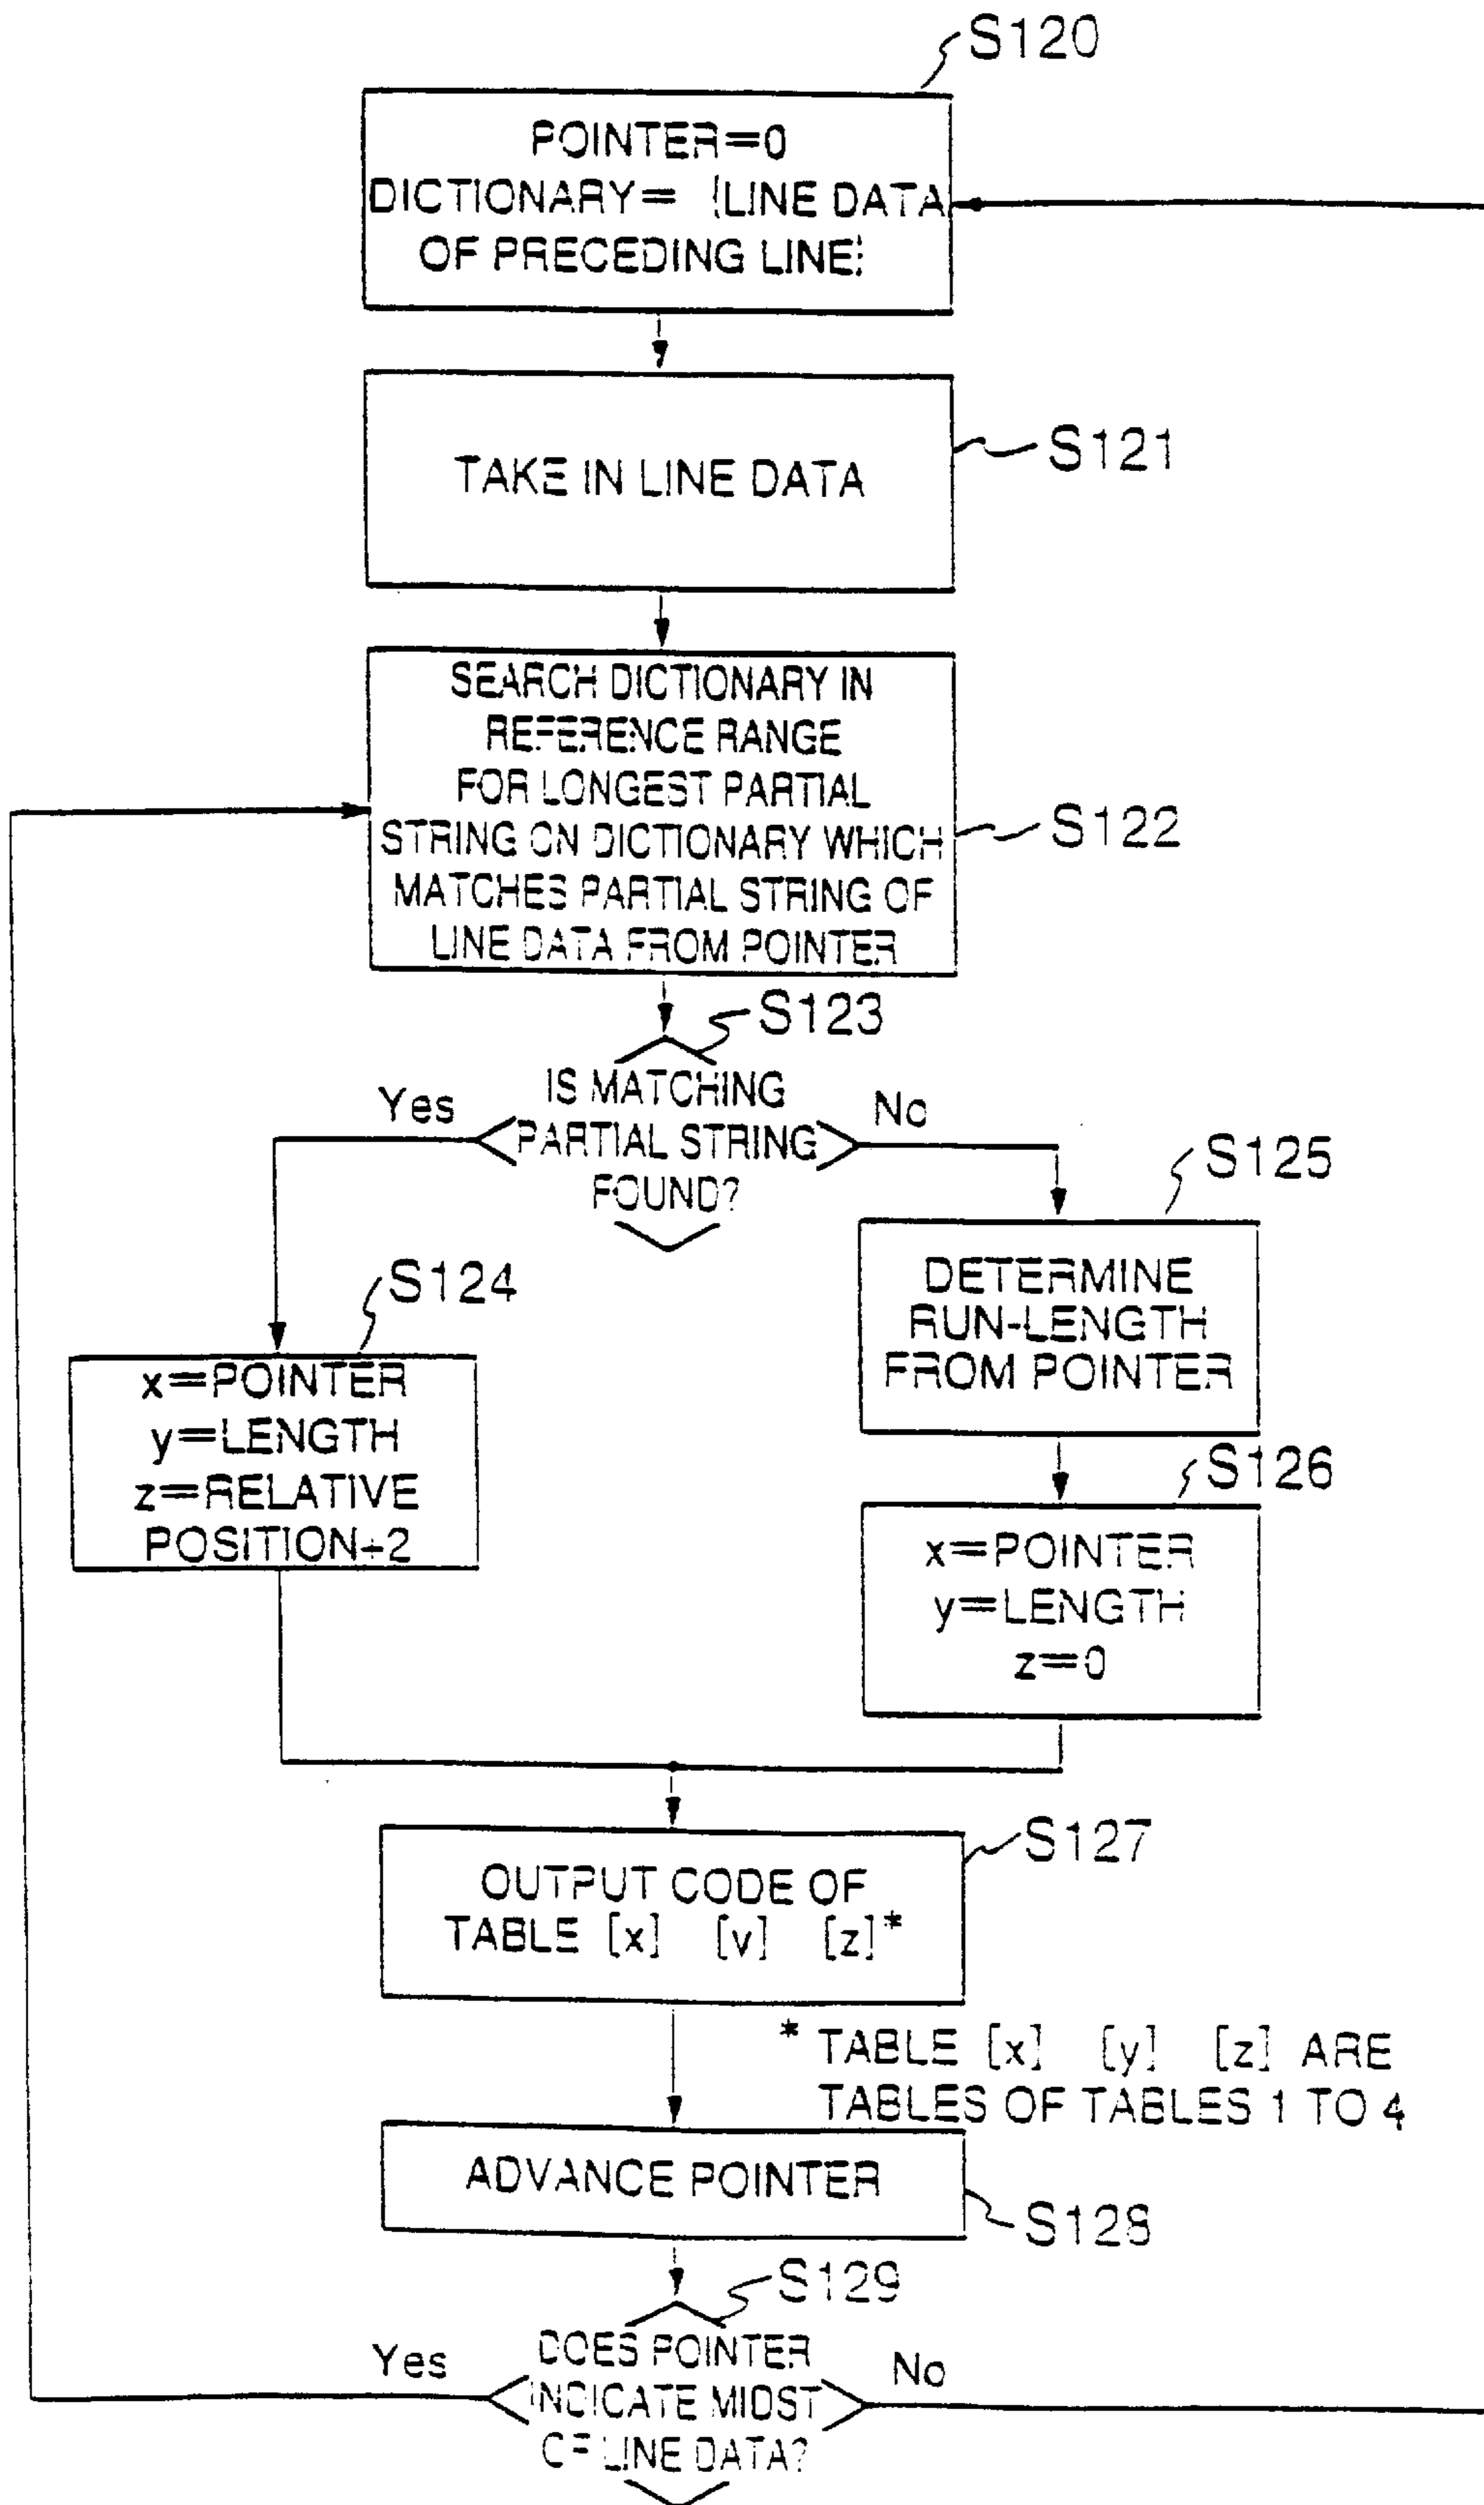 S120
POINTER=0
DICTIONARY= {LINE DATA
OF PRECEDING LINE}
TAKE IN LINE DATA
S121
SEARCH DICTIONARY IN
REFERENCE RANGE
FOR LONGEST PARTIAL
STRING ON DICTIONARY WHICH
MATCHES PARTIAL STRING OF
LINE DATA FROM POINTER
S122
S123
IS MATCHING
PARTIAL STRING
FOUND?
Yes
No
S124
x=POINTER
y=LENGTH
z=RELATIVE
POSITION+2
S125
DETERMINE
RUN-LENGTH
FROM POINTER
S126
x=POINTER
y=LENGTH
z=0
S127
OUTPUT CODE OF
TABLE [x] [y] [z]*
* TABLE [x] [y] [z] ARE
TABLES OF TABLES 1 TO 4
ADVANCE POINTER
S128
S129
DOES POINTER
INDICATE MIDST
OF LINE DATA?
Yes
No